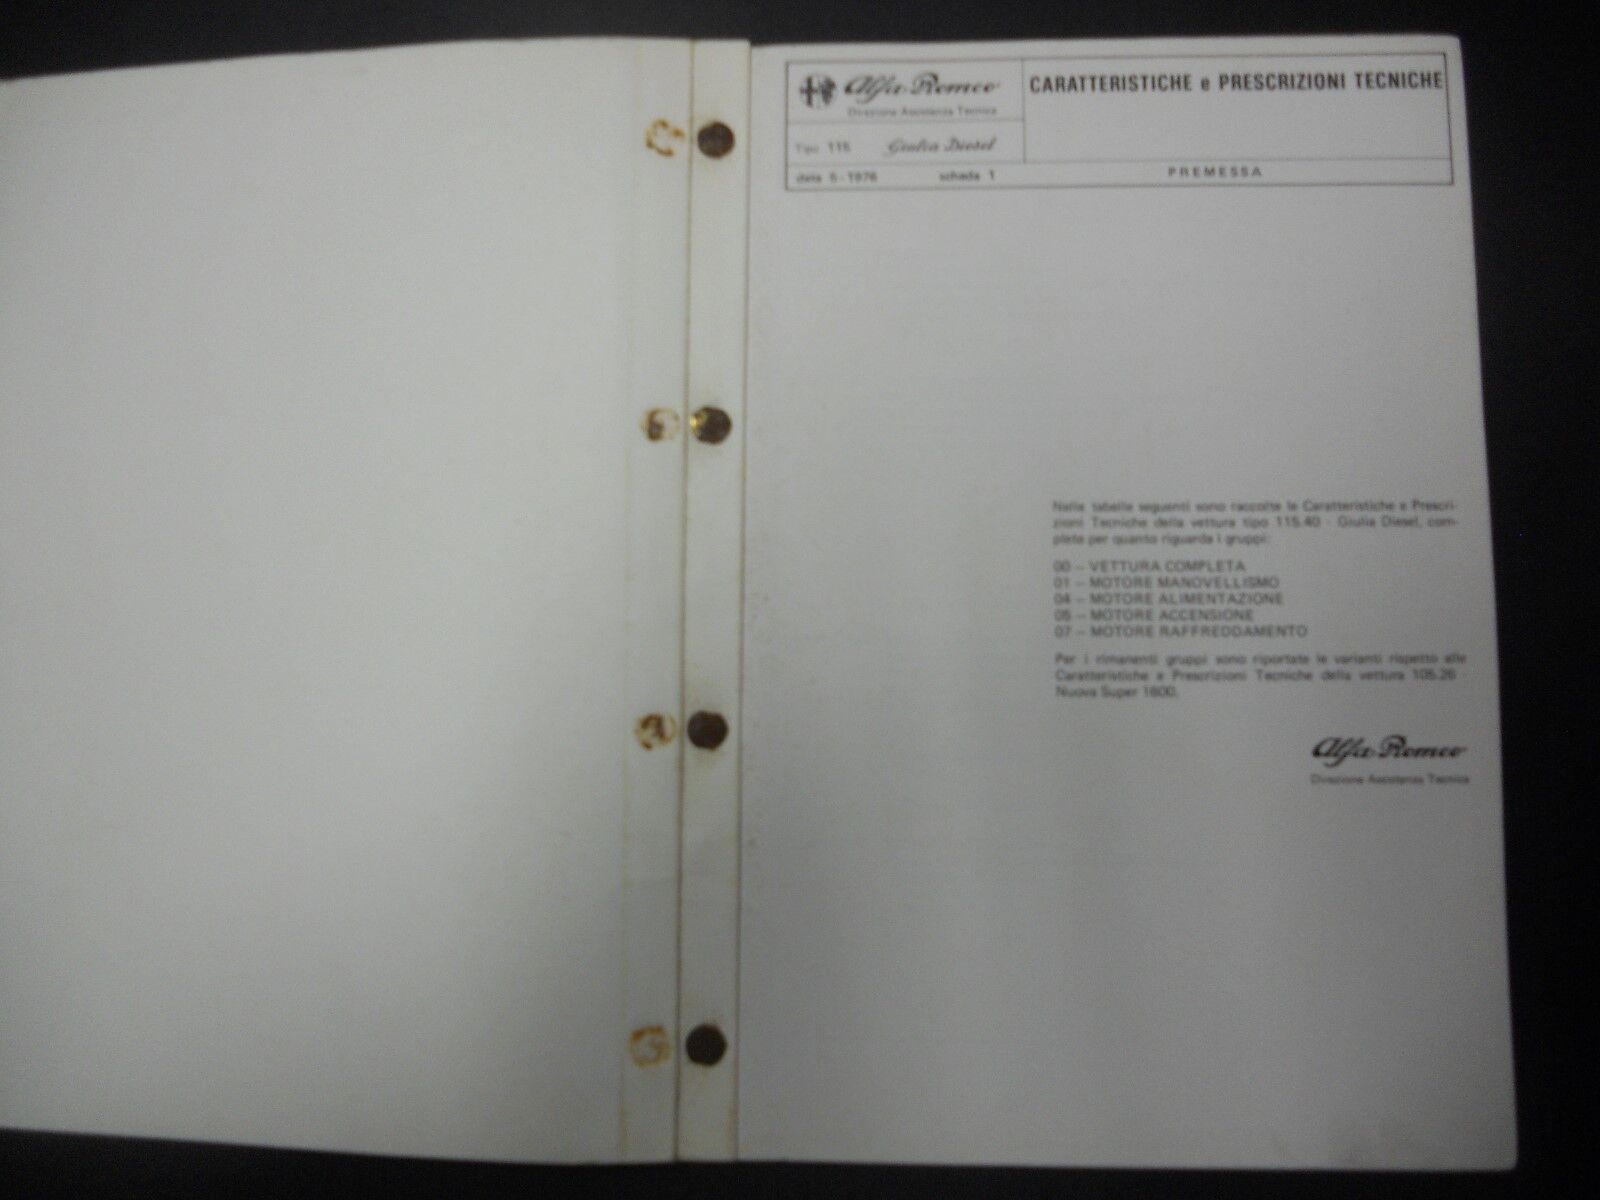 Alfa Romeo
Direzione Assistenza Tecnica
Tipo 115 Giulia Diesel
data 5-1976 scheda 1
CARATTERISTICHE e PRESCRIZIONI TECNICHE
PREMESSA
Nelle tabelle seguenti sono raccolte le Caratteristiche e Prescri-
zioni Tecniche della vettura tipo 115.40 - Giulia Diesel, com-
plete per quanto riguarda i gruppi:
00 – VETTURA COMPLETA
01 – MOTORE MANOVELLISMO
04 – MOTORE ALIMENTAZIONE
05 – MOTORE ACCENSIONE
07 – MOTORE RAFFREDDAMENTO
Per i rimanenti gruppi sono riportate le varianti rispetto alle
Caratteristiche e Prescrizioni Tecniche della vettura 105.26 -
Nuova Super 1600.
Alfa Romeo
Direzione Assistenza Tecnica